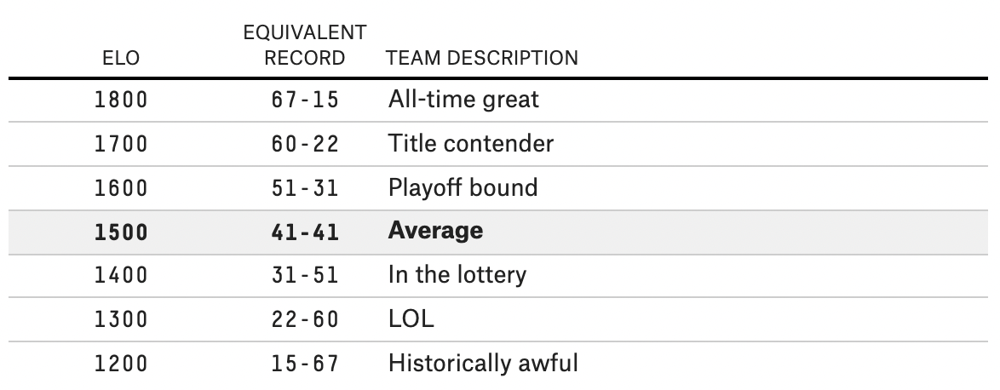 EQUIVALENT
ELO RECORD TEAM DESCRIPTION
1800 67-15 All-time great
1700 60-22 Title contender
1600 51-31 Playoff bound
1500 41-41 Average
1400 31-51 In the lottery
1300 22-60 LOL
1200 15-67 Historically awful